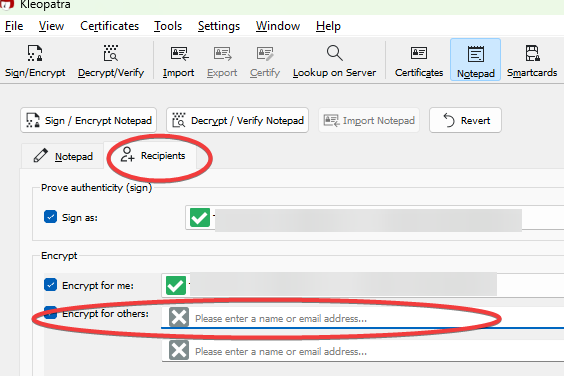 Kleopatra
File View Certificates Tools Settings Window Help
Sign/Encrypt Decrypt/Verify Import Export Certify Lookup on Server Certificates Notepad Smartcards
Sign / Encrypt Notepad Decrypt / Verify Notepad Import Notepad Revert
Notepad Recipients
Prove authenticity (sign)
Sign as:
Encrypt
Encrypt for me:
Encrypt for others: Please enter a name or email address...
Please enter a name or email address...